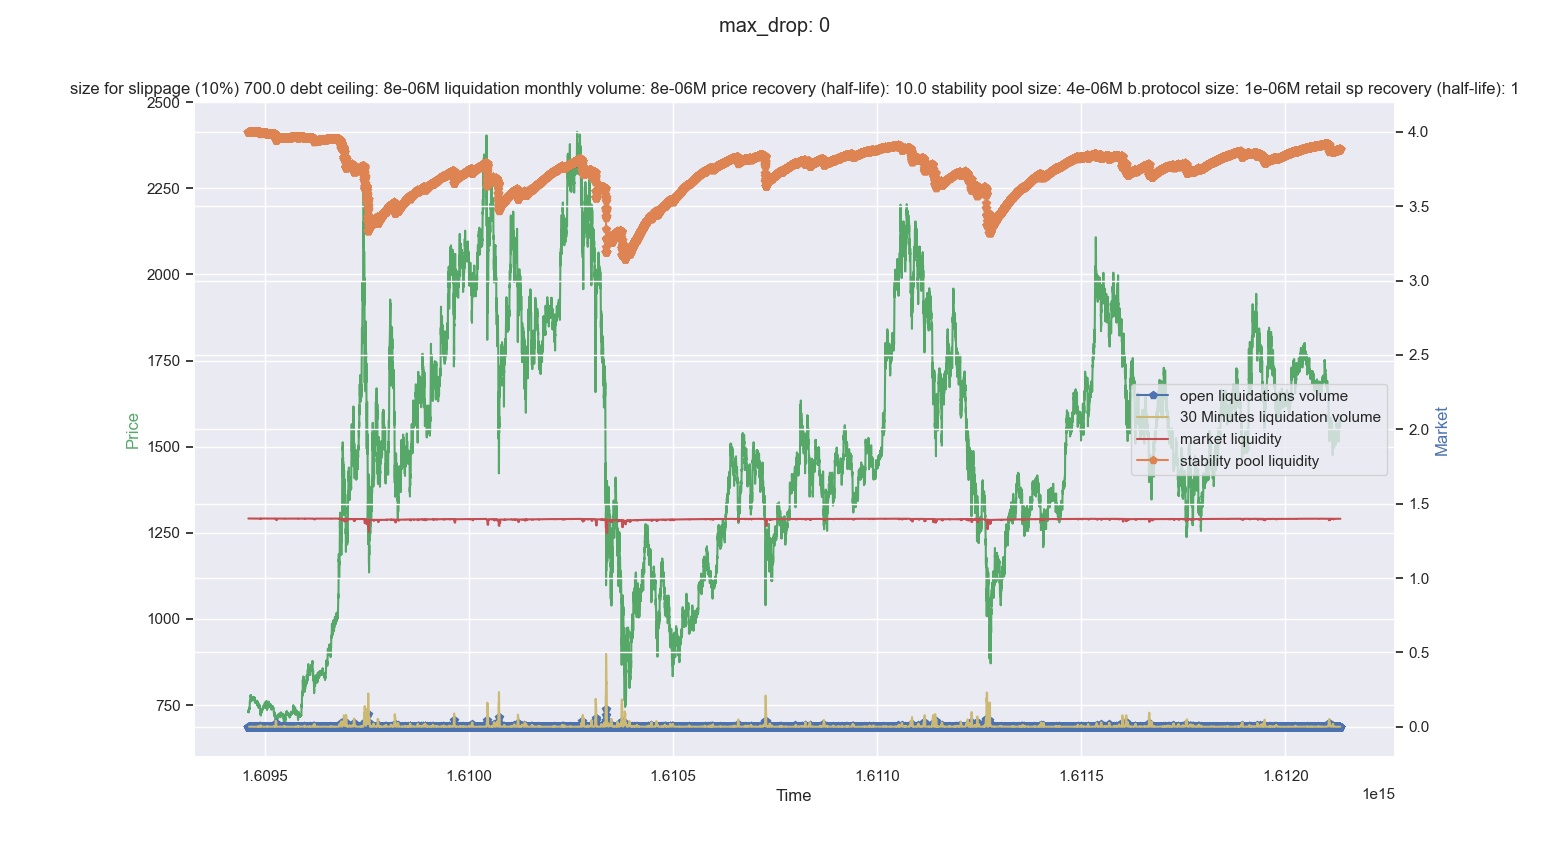 max_drop: 0
size for slippage (10%) 700.0 debt ceiling: 8e-06M liquidation monthly volume: 8e-06M price recovery (half-life): 10.0 stability pool size: 4e-06M b.protocol size: 1e-06M retail sp recovery (half-life): 1
2500
2250
2000
1750
1500
1250
1000
750
Price
4.0
3.5
3.0
2.5
2.0
1.5
1.0
0.5
0.0
Market
open liquidations volume
30 Minutes liquidation volume
market liquidity
stability pool liquidity
1.6095 1.6100 1.6105 1.6110 1.6115 1.6120
Time
1e15